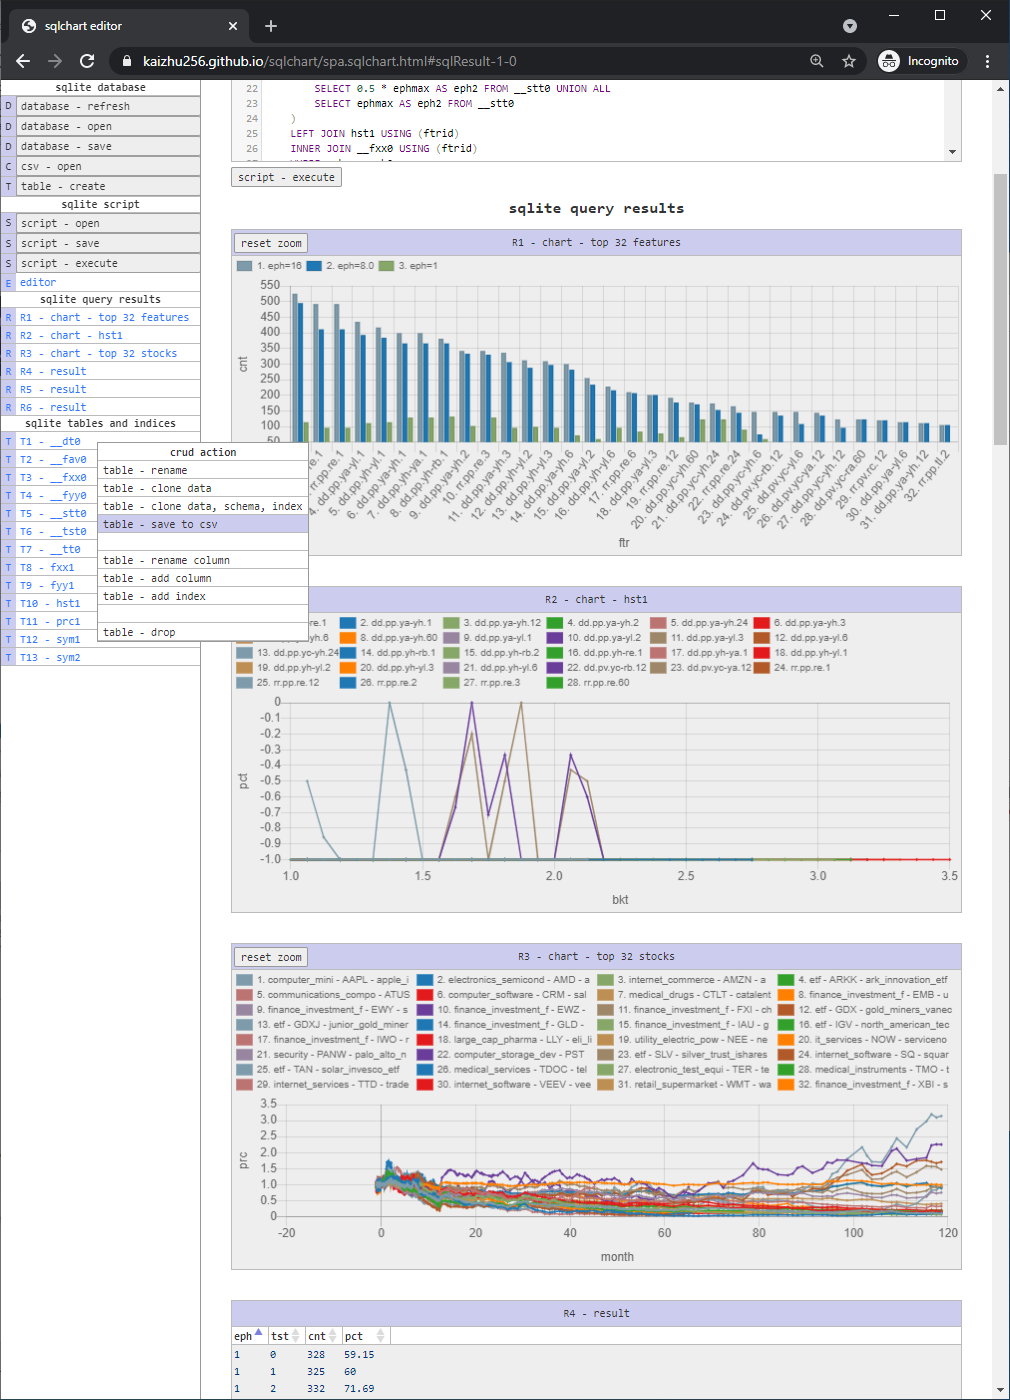 sqlchart editor
kaizhu256.github.io/sqlchart/spa.sqlchart.html#sqlResult-1-0
Incognito
sqlite database
D database - refresh
D database - open
D database - save
C csv - open
T table - create
sqlite script
S script - open
S script - save
S script - execute
E editor
sqlite query results
R R1 - chart - top 32 features
R R2 - chart - hst1
R R3 - chart - top 32 stocks
R R4 - result
R R5 - result
R R6 - result
sqlite tables and indices
T T1 - __dt0
T T2 - __fav0
T T3 - __fxx0
T T4 - __fyy0
T T5 - __stt0
T T6 - __tst0
T T7 - __tt0
T T8 - fxx1
T T9 - fyy1
T T10 - hst1
T T11 - prc1
T T12 - sym1
T T13 - sym2
crud action
table - rename
table - clone data
table - clone data, schema, index
table - save to csv
table - rename column
table - add column
table - add index
table - drop
22 SELECT 0.5 * ephmax AS eph2 FROM __stt0 UNION ALL
23 SELECT ephmax AS eph2 FROM __stt0
24 )
25 LEFT JOIN hst1 USING (ftrid)
26 INNER JOIN __fxx0 USING (ftrid)
script - execute
sqlite query results
reset zoom
R1 - chart - top 32 features
1. eph=16 2. eph=8.0 3. eph=1
550
500
450
400
350
300
250
200
150
100
50
cnt
rr.pp.re.1
4. dd.pp.ya-yl.1
5. dd.pp.yh-yl.1
6. dd.pp.ya-yh.1
7. dd.pp.yh-ya.1
8. dd.pp.yh-rb.1
9. dd.pp.ya-yh.2
10. rr.pp.re.3
11. dd.pp.ya-yh.3
12. dd.pp.yh-yl.2
13. dd.pp.yh-yl.3
14. dd.pp.ya-yh.6
15. dd.pp.ya-yl.2
16. dd.pp.yh-yl.6
17. rr.pp.re.6
18. dd.pp.ya-yl.3
19. rr.pp.re.12
20. dd.pp.yc-yh.60
21. dd.pp.yc-yh.24
22. rr.pp.re.24
23. dd.pp.yc-yh.6
24. dd.pv.yc-rb.12
25. dd.pv.yc-yl.6
26. dd.pv.yc-ya.12
27. dd.pp.yc-yh.12
28. dd.pv.yc-ra.60
29. rr.pv.rc.12
30. dd.pp.ya-yl.6
31. dd.pp.ya-yh.12
32. rr.pp.tl.2
ftr
R2 - chart - hst1
re.1 2. dd.pp.ya-yh.1 3. dd.pp.ya-yh.12 4. dd.pp.ya-yh.2 5. dd.pp.ya-yh.24 6. dd.pp.ya-yh.3
yh.6 8. dd.pp.ya-yh.60 9. dd.pp.ya-yl.1 10. dd.pp.ya-yl.2 11. dd.pp.ya-yl.3 12. dd.pp.ya-yl.6
13. dd.pp.yc-yh.24 14. dd.pp.yh-rb.1 15. dd.pp.yh-rb.2 16. dd.pp.yh-re.1 17. dd.pp.yh-ya.1 18. dd.pp.yh-yl.1
19. dd.pp.yh-yl.2 20. dd.pp.yh-yl.3 21. dd.pp.yh-yl.6 22. dd.pv.yc-rb.12 23. dd.pv.yc-ya.12 24. rr.pp.re.1
25. rr.pp.re.12 26. rr.pp.re.2 27. rr.pp.re.3 28. rr.pp.re.60
0
-0.1
-0.2
-0.3
-0.4
-0.5
-0.6
-0.7
-0.8
-0.9
-1.0
pct
1.0 1.5 2.0 2.5 3.0 3.5
bkt
reset zoom
R3 - chart - top 32 stocks
1. computer_mini - AAPL - apple_i 2. electronics_semicond - AMD - a 3. internet_commerce - AMZN - a 4. etf - ARKK - ark_innovation_etf
5. communications_compo - ATUS 6. computer_software - CRM - sal 7. medical_drugs - CTLT - catalent 8. finance_investment_f - EMB - u
9. finance_investment_f - EWY - s 10. finance_investment_f - EWZ - 11. finance_investment_f - FXI - ch 12. etf - GDX - gold_miners_vanec
13. etf - GDXJ - junior_gold_miner 14. finance_investment_f - GLD - 15. finance_investment_f - IAU - g 16. etf - IGV - north_american_tec
17. finance_investment_f - IWO - r 18. large_cap_pharma - LLY - eli_li 19. utility_electric_pow - NEE - ne 20. it_services - NOW - serviceno
21. security - PANW - palo_alto_n 22. computer_storage_dev - PST 23. etf - SLV - silver_trust_ishares 24. internet_software - SQ - squar
25. etf - TAN - solar_invesco_etf 26. medical_services - TDOC - tel 27. electronic_test_equi - TER - te 28. medical_instruments - TMO - t
29. internet_services - TTD - trade 30. internet_software - VEEV - vee 31. retail_supermarket - WMT - wa 32. finance_investment_f - XBI - s
3.5
3.0
2.5
2.0
1.5
1.0
0.5
0
prc
-20 0 20 40 60 80 100 120
month
R4 - result
eph tst cnt pct
1 0 328 59.15
1 1 325 60
1 2 332 71.69